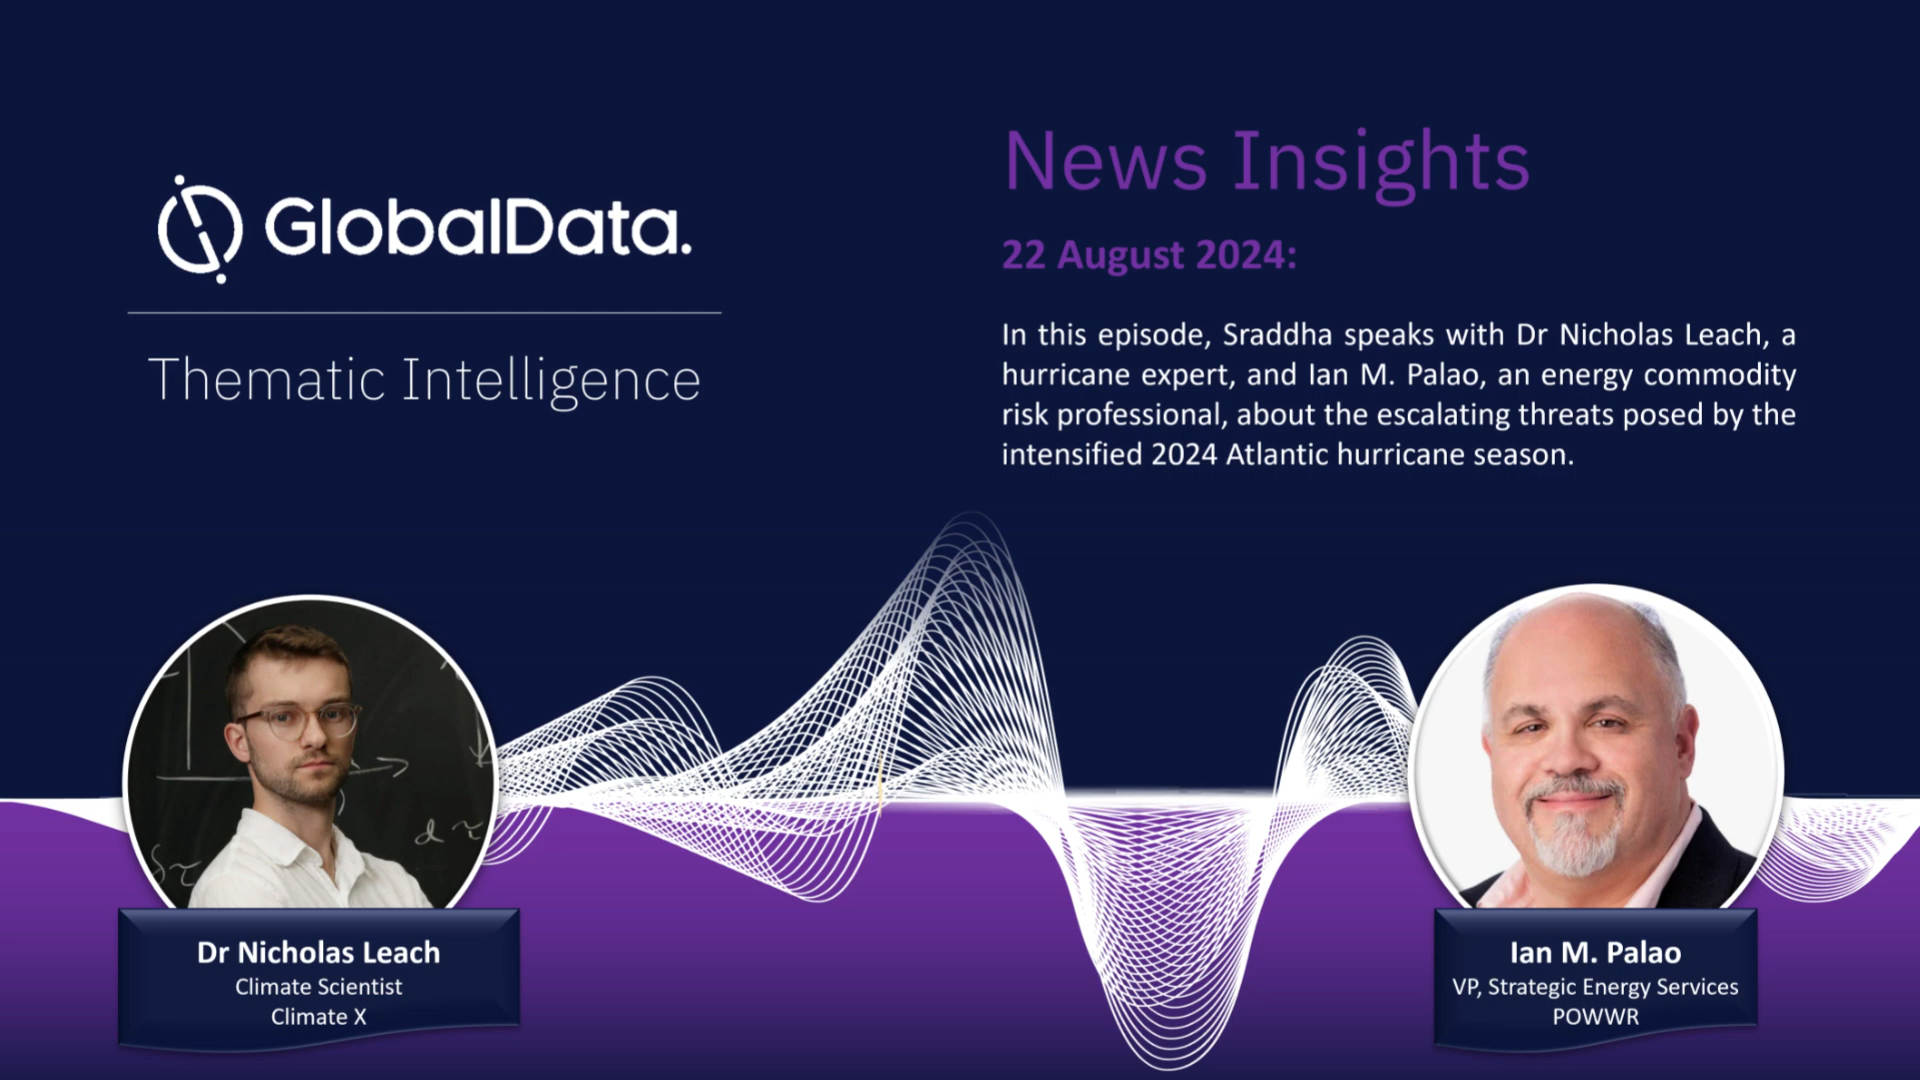 GlobalData.
Thematic Intelligence
News Insights
22 August 2024:
In this episode, Sraddha speaks with Dr Nicholas Leach, a
hurricane expert, and Ian M. Palao, an energy commodity
risk professional, about the escalating threats posed by the
intensified 2024 Atlantic hurricane season.
Dr Nicholas Leach
Climate Scientist
Climate X
Ian M. Palao
VP, Strategic Energy Services
POWWR